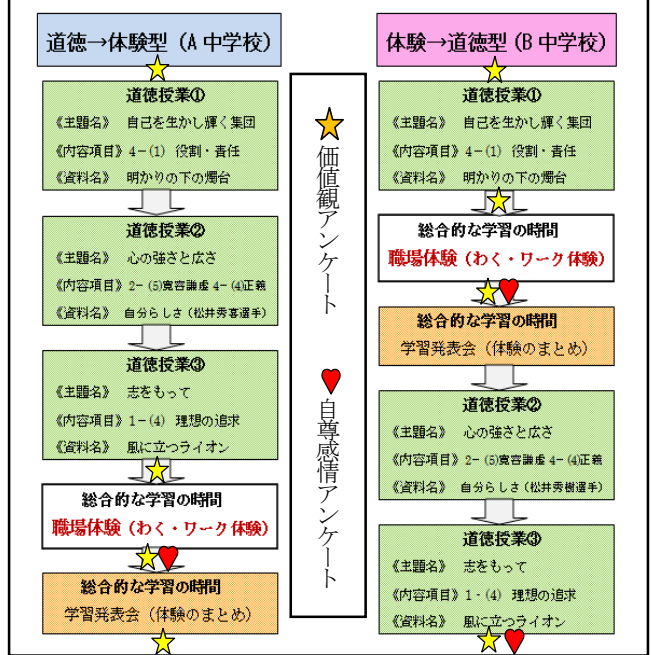 道徳→体験型（A中学校）
道徳授業①
《主題名》 自己を生かし輝く集団
《内容項目》4－(1) 役割・責任
《資料名》 明かりの下の燭台
道徳授業②
《主題名》 心の強さと広さ
《内容項目》2－(5)寛容謙虚 4－(4)正義
《資料名》 自分らしさ（松井秀喜選手）
道徳授業③
《主題名》 志をもって
《内容項目》1－(4) 理想の追求
《資料名》 風に立つライオン
総合的な学習の時間
職場体験（わく・ワーク体験）
総合的な学習の時間
学習発表会（体験のまとめ）
価値観アンケート
自尊感情アンケート
体験→道徳型（B中学校）
道徳授業①
《主題名》 自己を生かし輝く集団
《内容項目》4－(1) 役割・責任
《資料名》 明かりの下の燭台
総合的な学習の時間
職場体験（わく・ワーク体験）
総合的な学習の時間
学習発表会（体験のまとめ）
道徳授業②
《主題名》 心の強さと広さ
《内容項目》2－(5)寛容謙虚 4－(4)正義
《資料名》 自分らしさ（松井秀樹選手）
道徳授業③
《主題名》 志をもって
《内容項目》1－(4) 理想の追求
《資料名》 風に立つライオン